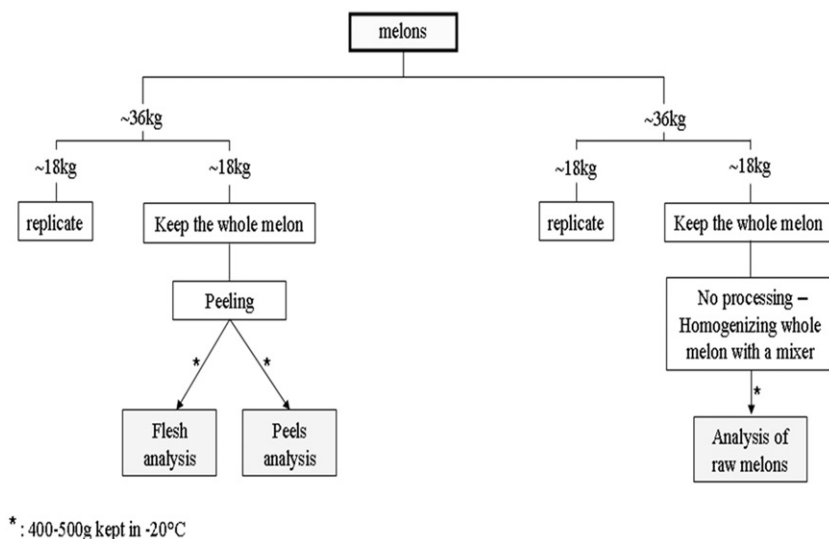 melons
~36kg
~36kg
~18kg
~18kg
~18kg
~18kg
replicate
Keep the whole melon
replicate
Keep the whole melon
Peeling
No processing –
Homogenizing whole
melon with a mixer
*
*
*
Flesh
analysis
Peels
analysis
Analysis of
raw melons
* : 400-500g kept in -20°C